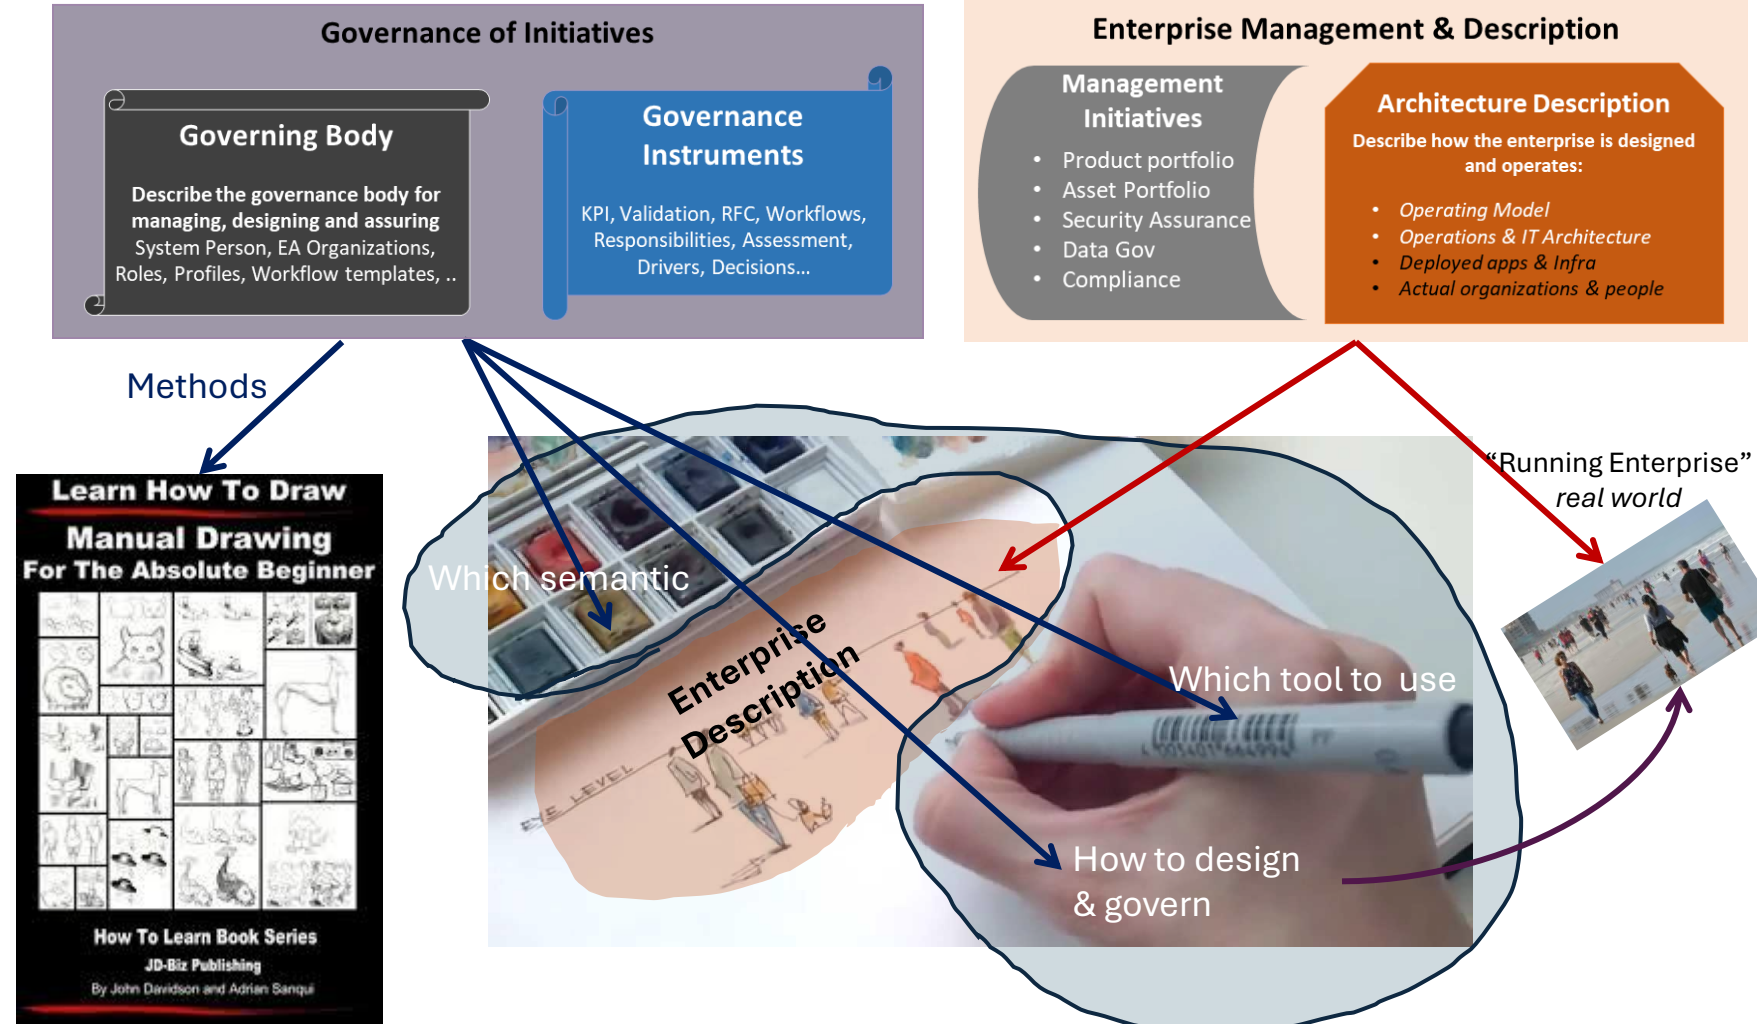 Governance of Initiatives
Governing Body
Describe the governance body for
managing, designing and assuring
System Person, EA Organizations,
Roles, Profiles, Workflow templates, ..
Governance
Instruments
KPI, Validation, RFC, Workflows,
Responsibilities, Assessment,
Drivers, Decisions...
Enterprise Management & Description
Management
Initiatives
• Product portfolio
• Asset Portfolio
• Security Assurance
• Data Gov
• Compliance
Architecture Description
Describe how the enterprise is designed
and operates:
• Operating Model
• Operations & IT Architecture
• Deployed apps & Infra
• Actual organizations & people
Methods
Learn How To Draw
Manual Drawing
For The Absolute Beginner
How To Learn Book Series
JD-Biz Publishing
By John Davidson and Adrian Sanqui
Which semantic
Enterprise
Description
EYE LEVEL
Which tool to use
How to design
& govern
“Running Enterprise”
real world